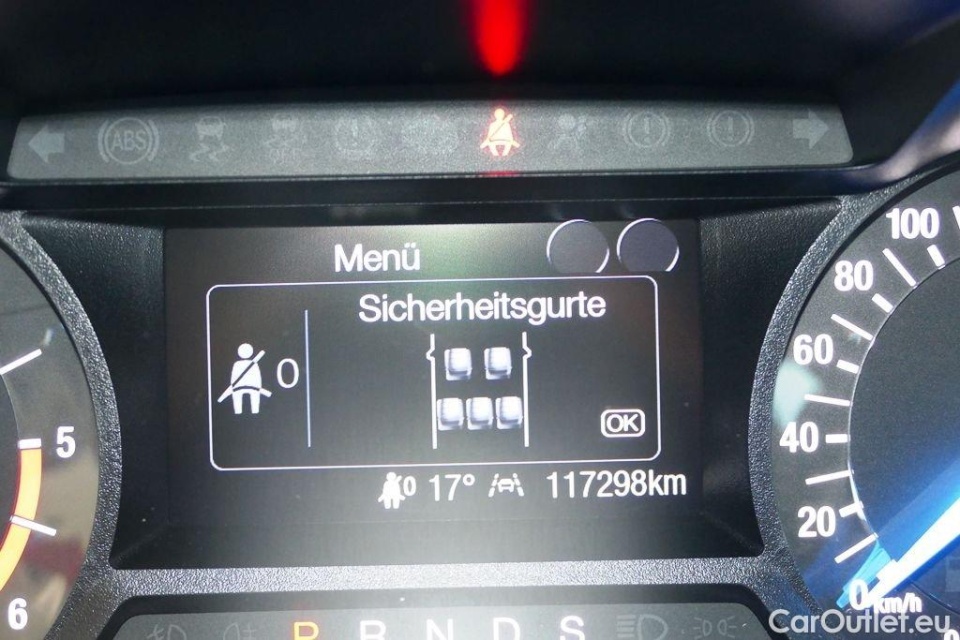 ABS
Menü
Sicherheitsgurte
0
OK
0 17° 117298km
100
80
60
40
20
0 km/h
5
6
P R N D S
CarOutlet.eu